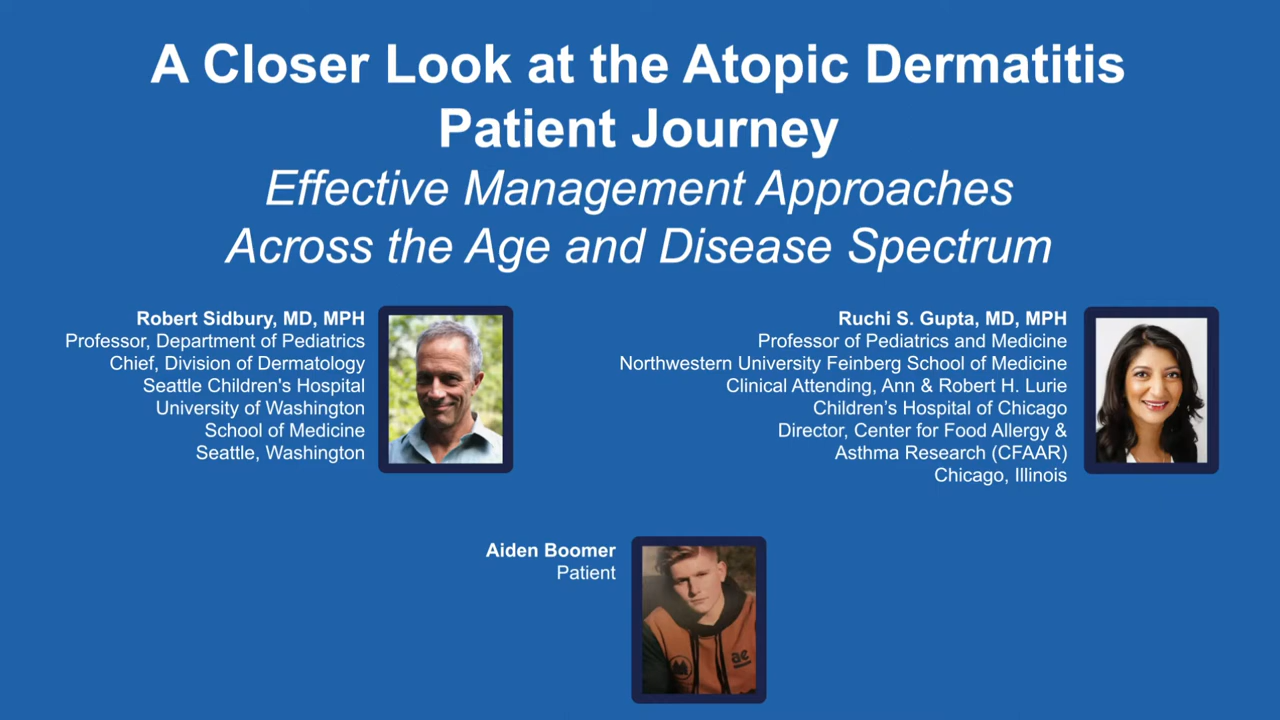 A Closer Look at the Atopic Dermatitis
Patient Journey
Effective Management Approaches
Across the Age and Disease Spectrum
Robert Sidbury, MD, MPH
Professor, Department of Pediatrics
Chief, Division of Dermatology
Seattle Children's Hospital
University of Washington
School of Medicine
Seattle, Washington
Ruchi S. Gupta, MD, MPH
Professor of Pediatrics and Medicine
Northwestern University Feinberg School of Medicine
Clinical Attending, Ann & Robert H. Lurie
Children’s Hospital of Chicago
Director, Center for Food Allergy &
Asthma Research (CFAAR)
Chicago, Illinois
Aiden Boomer
Patient
ae